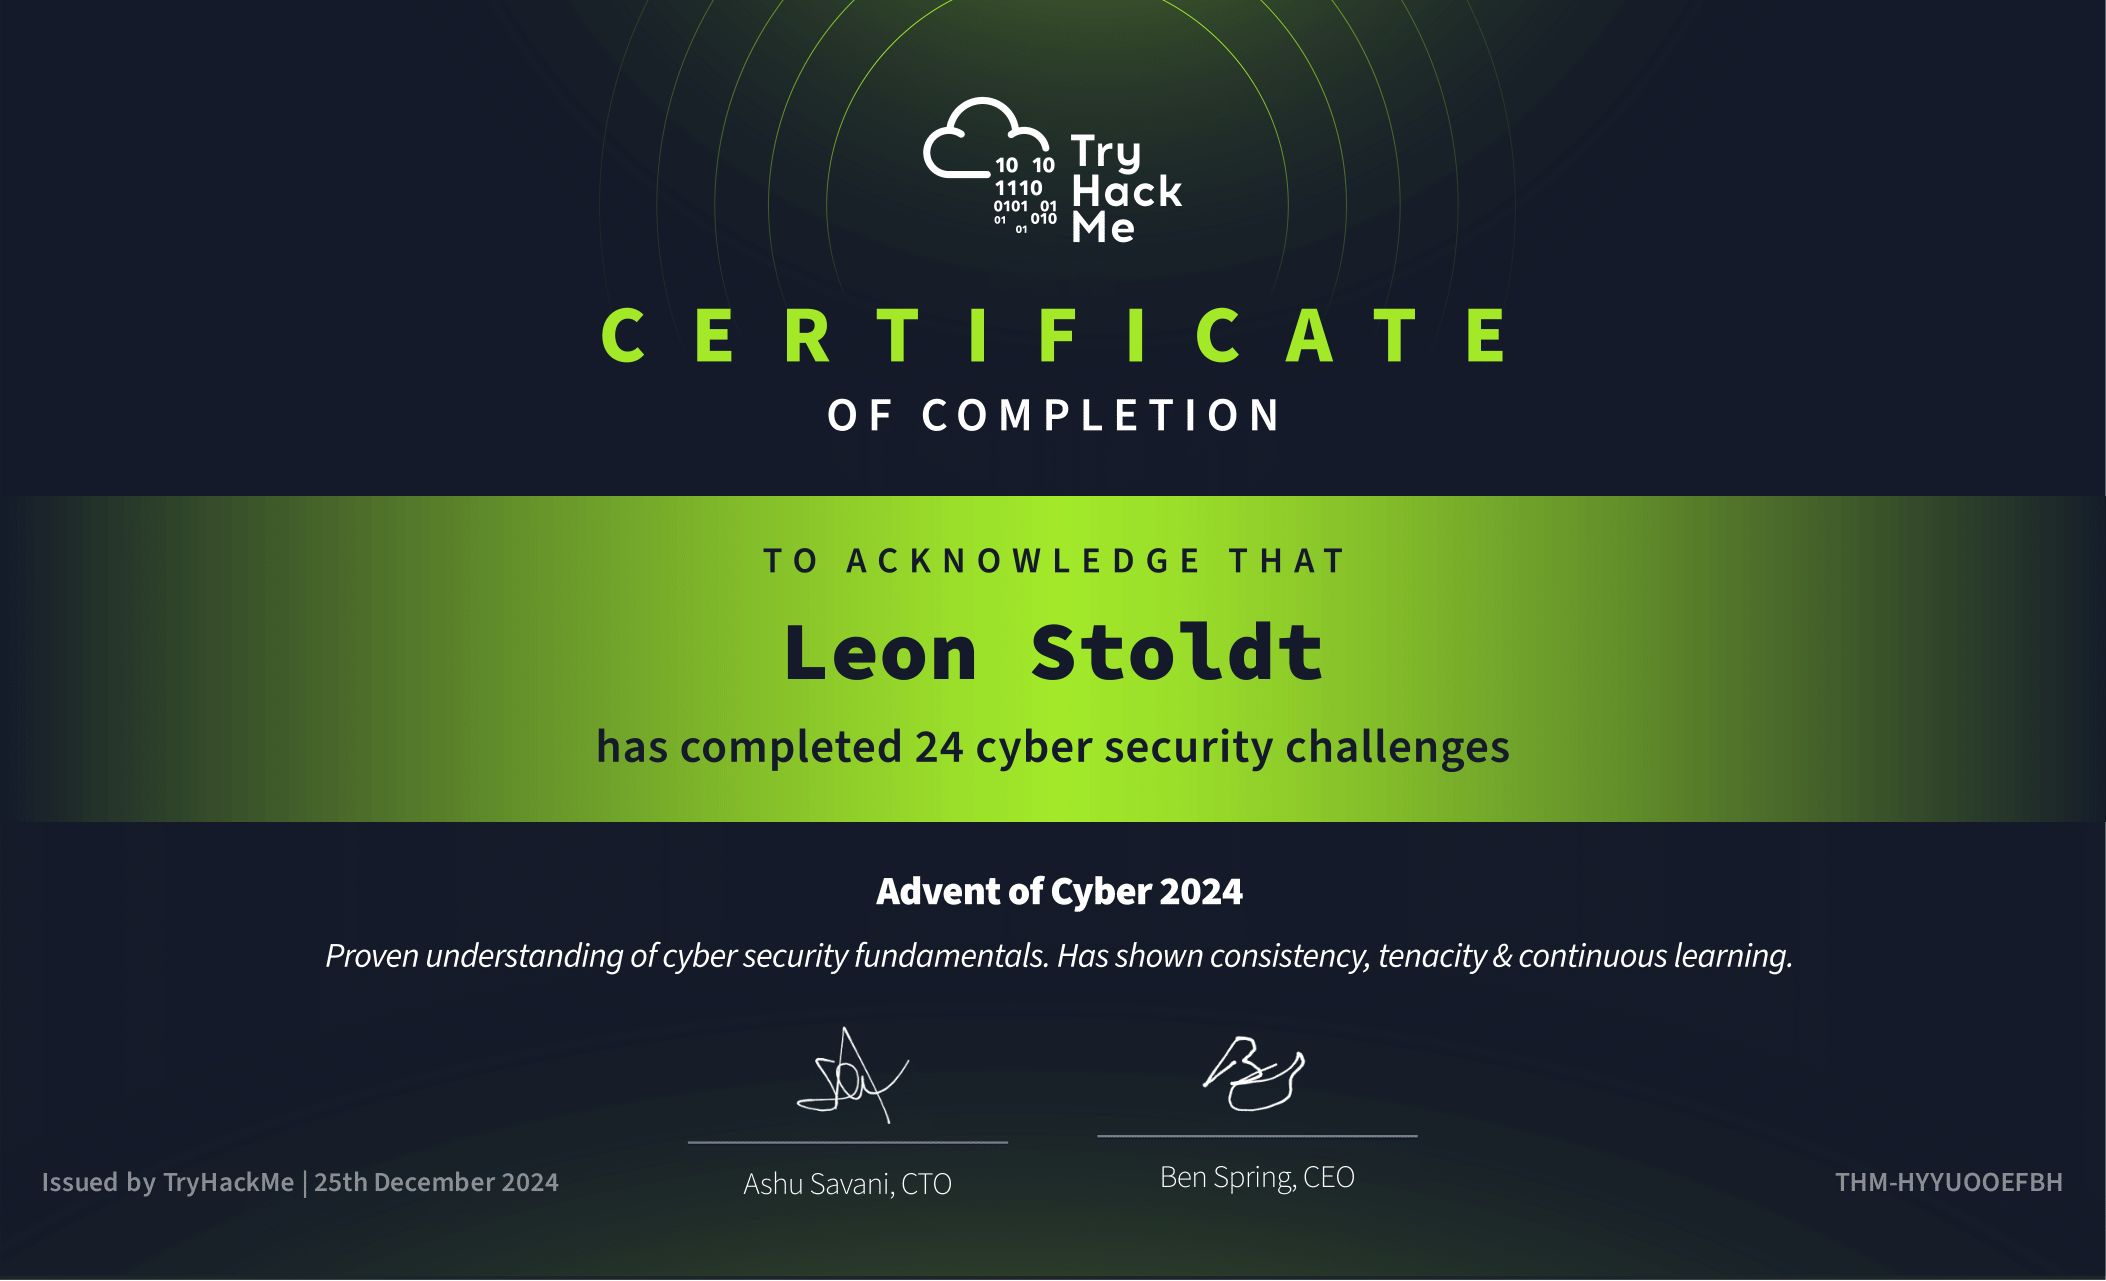 10 10
1110
0101 01
01 010
01
Try
Hack
Me
CERTIFICATE
OF COMPLETION
TO ACKNOWLEDGE THAT
Leon Stoldt
has completed 24 cyber security challenges
Advent of Cyber 2024
Proven understanding of cyber security fundamentals. Has shown consistency, tenacity & continuous learning.
Ashu Savani, CTO
Ben Spring, CEO
Issued by TryHackMe | 25th December 2024
THM-HYYUOOEFBH